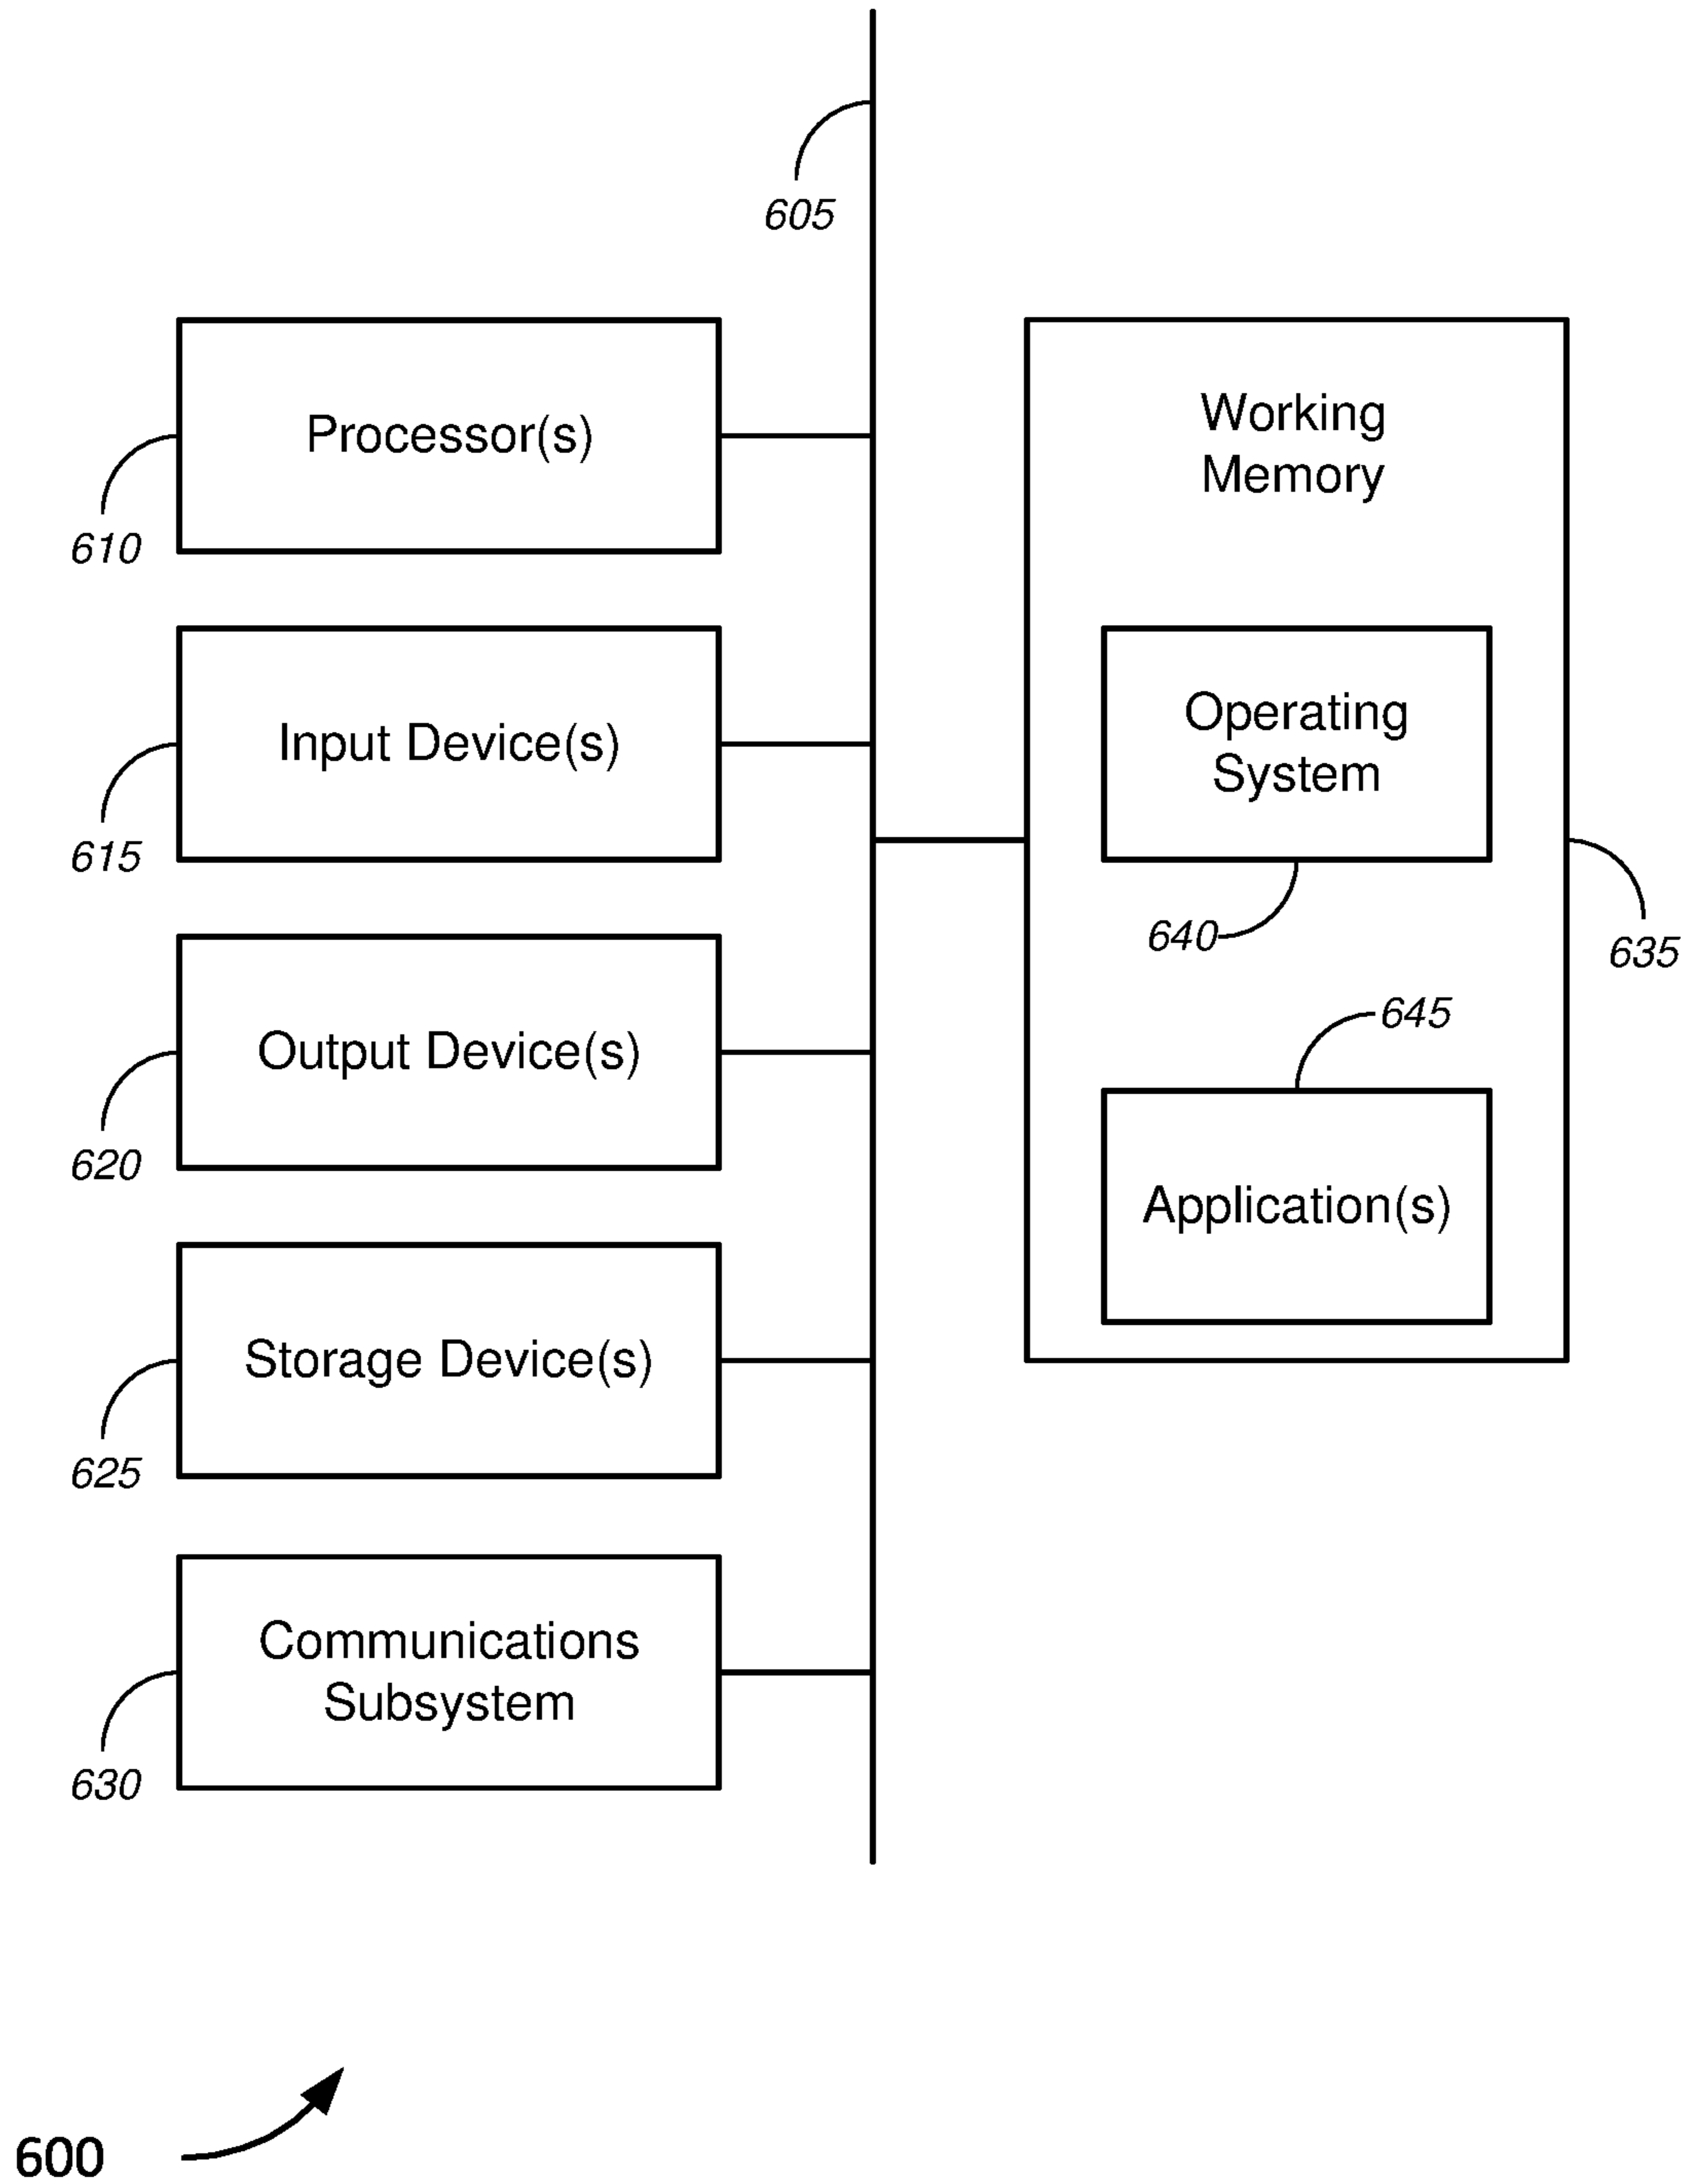 605
Processor(s)
610
Input Device(s)
615
Output Device(s)
620
Storage Device(s)
625
Communications
Subsystem
630
Working
Memory
Operating
System
640
635
645
Application(s)
600